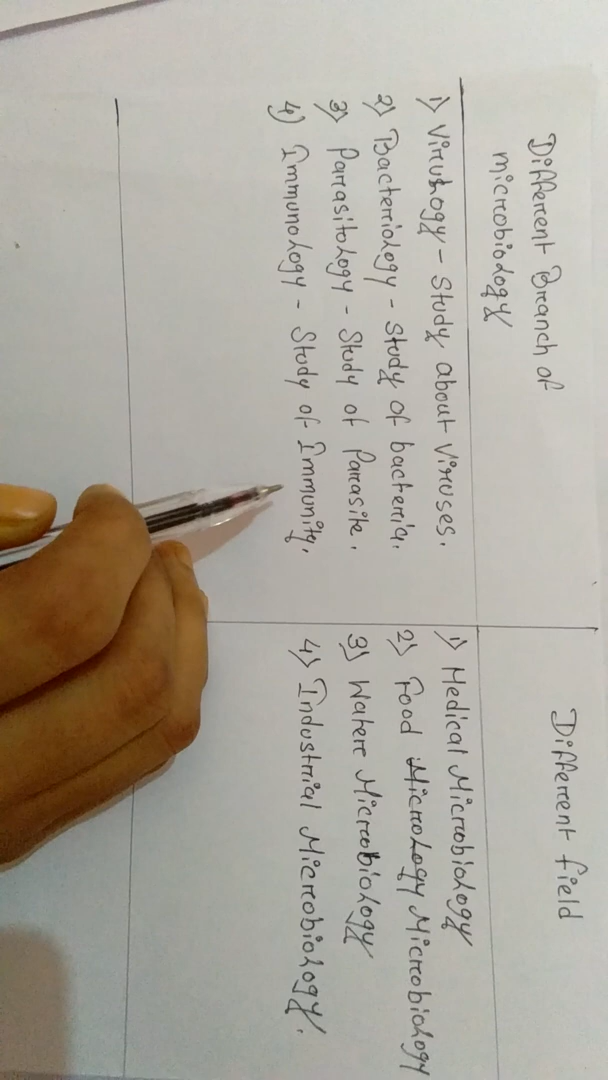 Different Branch of
microbiology
1) Virology - Study about Viruses.
2) Bacteriology - Study of bacteria.
3) Parasitology - Study of Parasite.
4) Immunology - Study of Immunity.
Different field
1) Medical Microbiology
2) Food Micrology Microbiology
3) Water Microbiology
4) Industrial Microbiology.